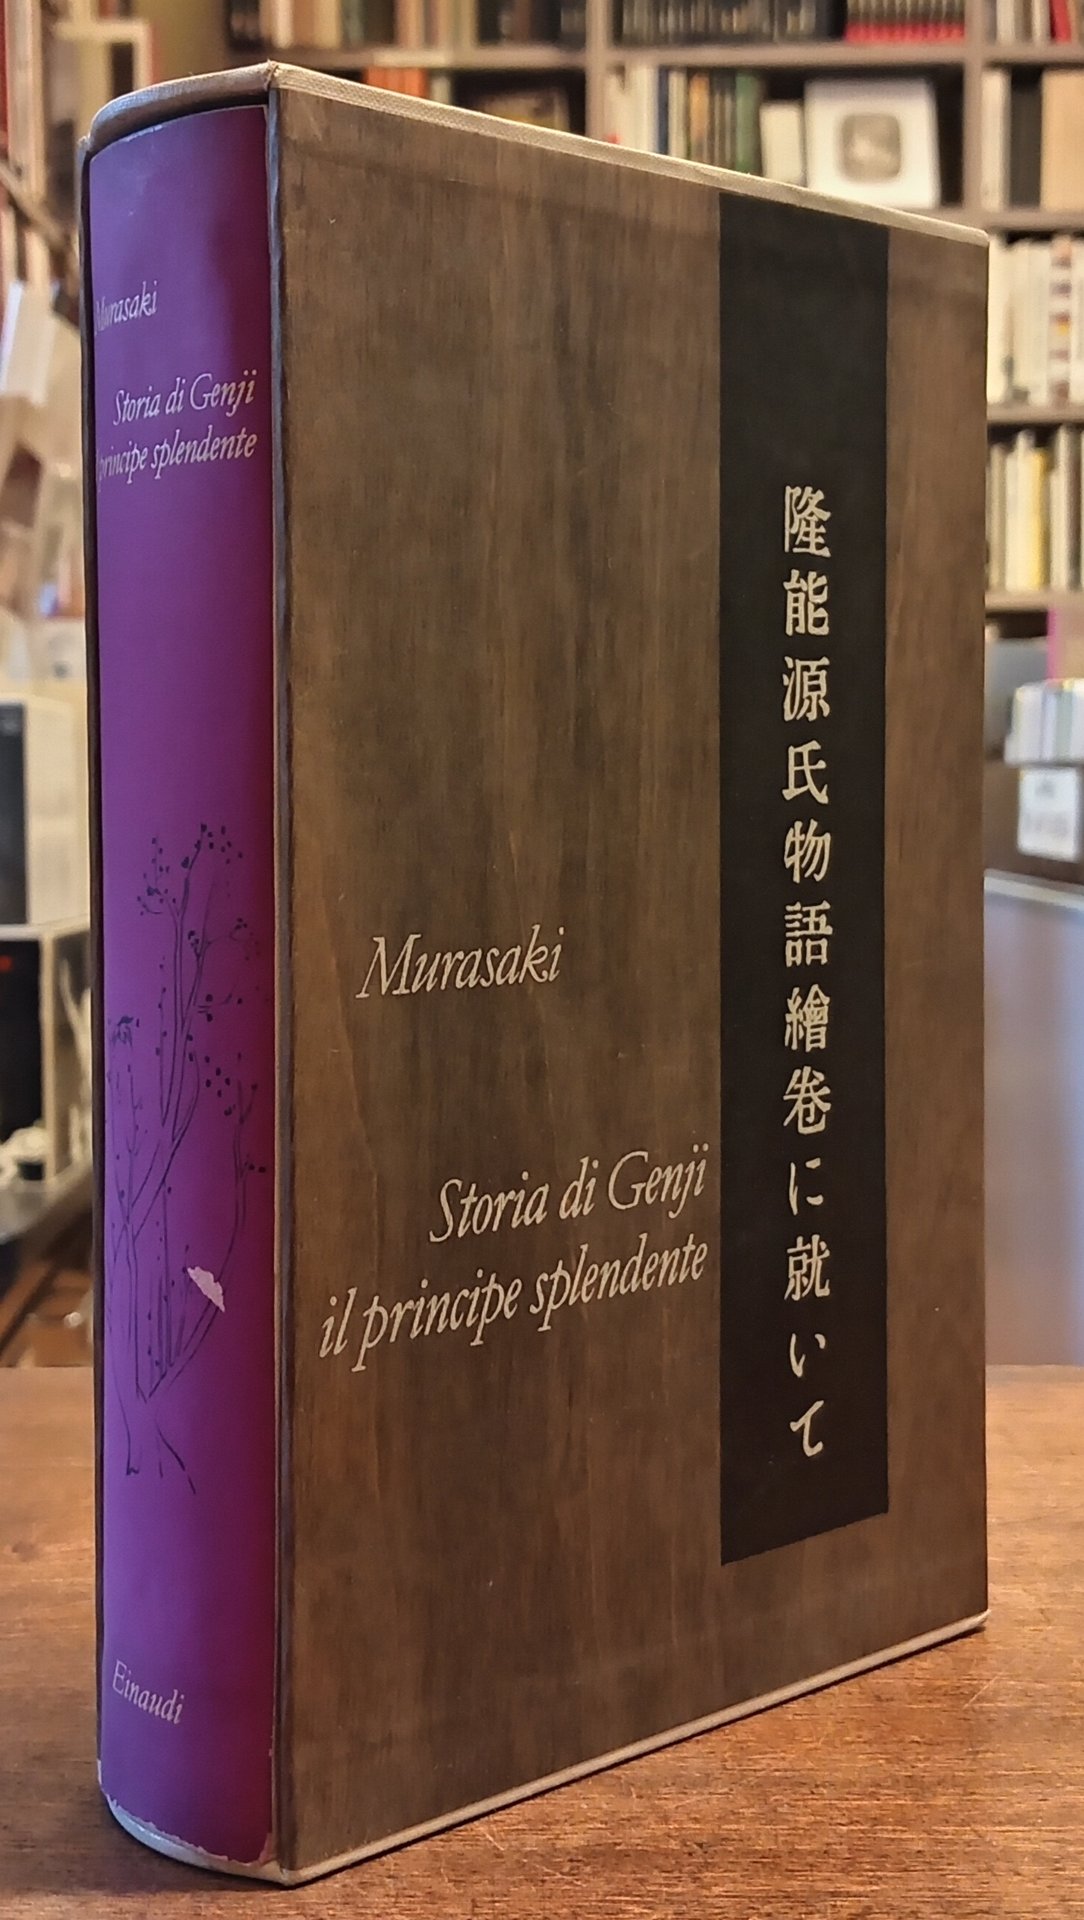 Murasaki
Storia di Genji
principe splendente
Einaudi
Murasaki
Storia di Genji
il principe splendente
隆能源氏物語繪卷に就いて